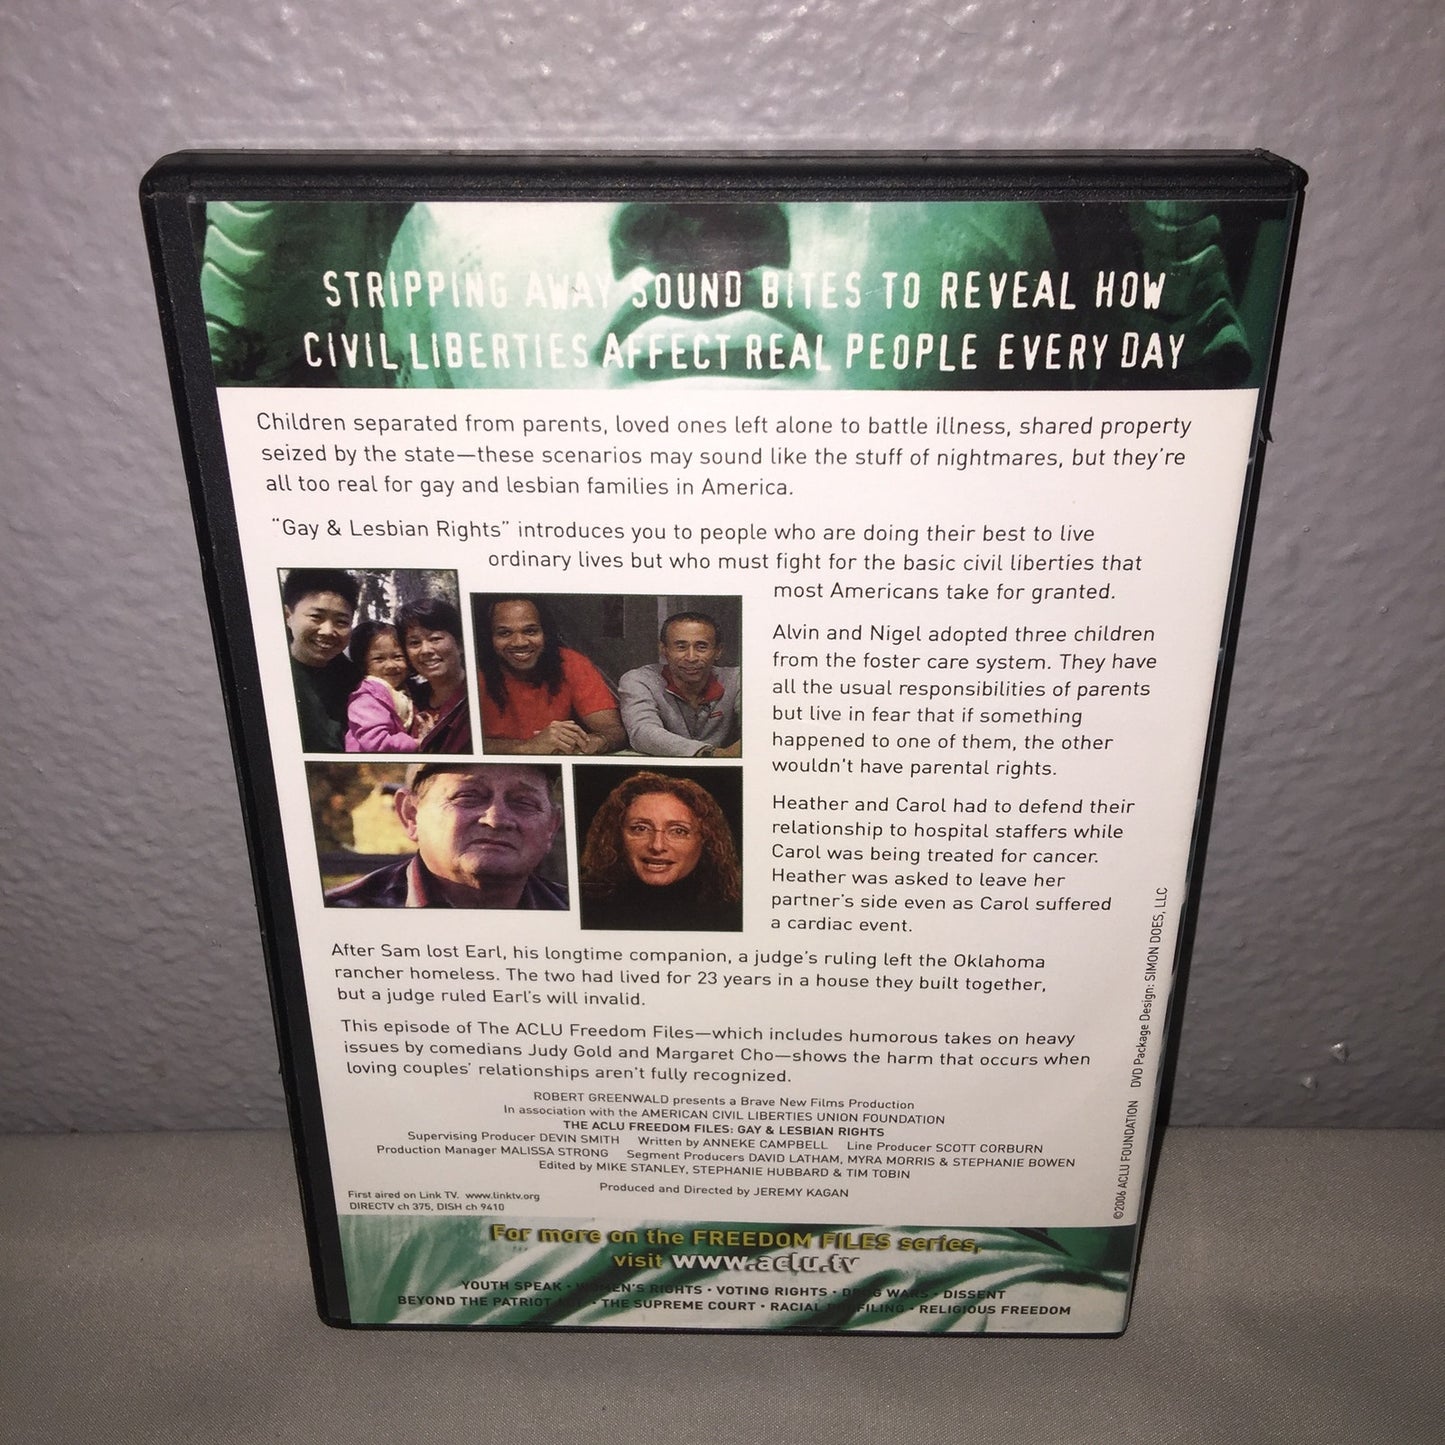 STRIPPING AWAY SOUND BITES TO REVEAL HOW
CIVIL LIBERTIES AFFECT REAL PEOPLE EVERY DAY
Children separated from parents, loved ones left alone to battle illness, shared property
seized by the state—these scenarios may sound like the stuff of nightmares, but they're
all too real for gay and lesbian families in America.
"Gay & Lesbian Rights" introduces you to people who are doing their best to live
ordinary lives but who must fight for the basic civil liberties that
most Americans take for granted.
Alvin and Nigel adopted three children
from the foster care system. They have
all the usual responsibilities of parents
but live in fear that if something
happened to one of them, the other
wouldn't have parental rights.
Heather and Carol had to defend their
relationship to hospital staffers while
Carol was being treated for cancer.
Heather was asked to leave her
partner's side even as Carol suffered
a cardiac event.
After Sam lost Earl, his longtime companion, a judge's ruling left the Oklahoma
rancher homeless. The two had lived for 23 years in a house they built together,
but a judge ruled Earl's will invalid.
This episode of The ACLU Freedom Files—which includes humorous takes on heavy
issues by comedians Judy Gold and Margaret Cho—shows the harm that occurs when
loving couples' relationships aren't fully recognized.
ROBERT GREENWALD presents a Brave New Films Production
In association with the AMERICAN CIVIL LIBERTIES UNION FOUNDATION
THE ACLU FREEDOM FILES: GAY & LESBIAN RIGHTS
Supervising Producer DEVIN SMITH Written by ANNEKE CAMPBELL Line Producer SCOTT CORBURN
Production Manager MALISSA STRONG Segment Producers DAVID LATHAM, MYRA MORRIS & STEPHANIE BOWEN
Edited by MIKE STANLEY, STEPHANIE HUBBARD & TIM TOBIN
Produced and Directed by JEREMY KAGAN
First aired on Link TV. www.linktv.org
DIRECTV ch 375, DISH ch 9410
©2006 ACLU FOUNDATION DVD Package Design: SIMON DOES, LLC
For more on the FREEDOM FILES series,
visit www.aclu.tv
YOUTH SPEAK • WOMEN'S RIGHTS • VOTING RIGHTS • DRUG WARS • DISSENT
BEYOND THE PATRIOT ACT • THE SUPREME COURT • RACIAL PROFILING • RELIGIOUS FREEDOM